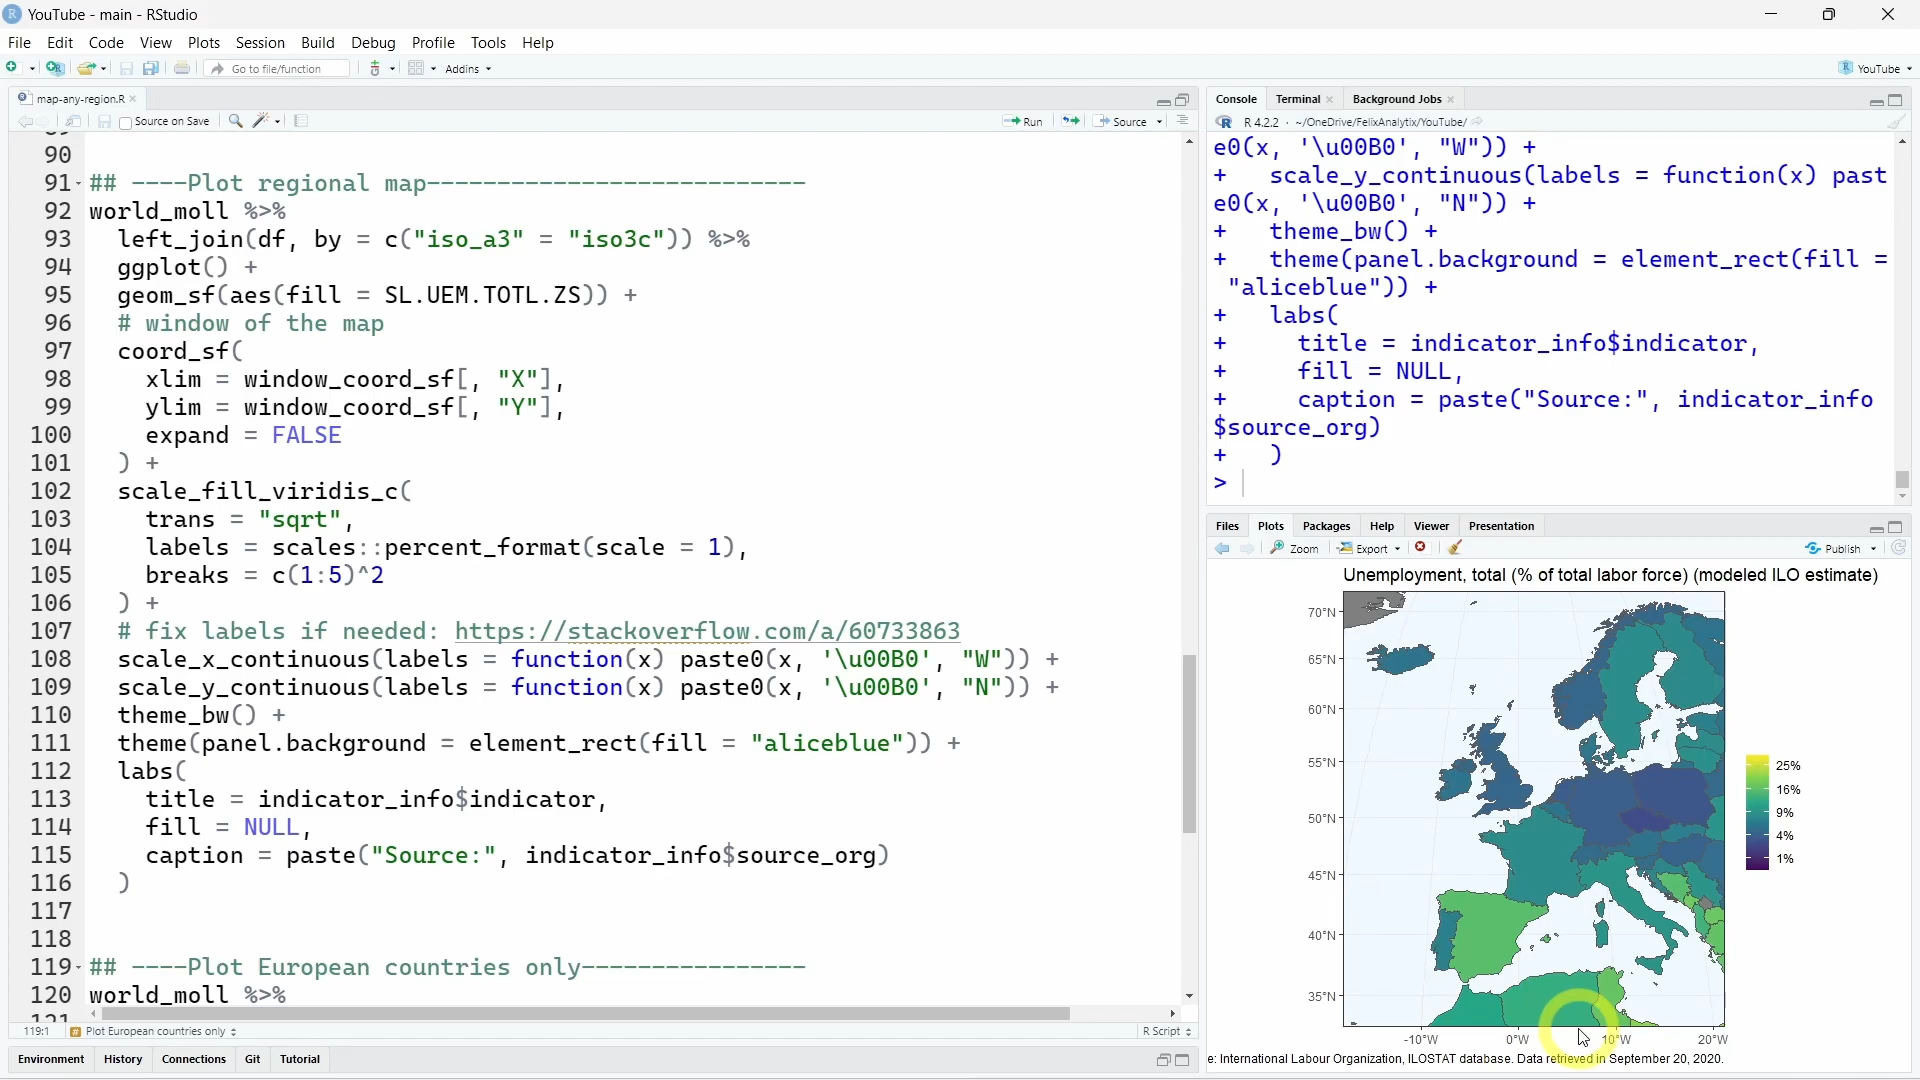 YouTube - main - RStudio
File Edit Code View Plots Session Build Debug Profile Tools Help
Go to file/function Addins YouTube
map-any-region.R
Source on Save Run Source
90
91 ## ----Plot regional map---------------------------
92 world_moll %>%
93   left_join(df, by = c("iso_a3" = "iso3c")) %>%
94   ggplot() +
95   geom_sf(aes(fill = SL.UEM.TOTL.ZS)) +
96   # window of the map
97   coord_sf(
98     xlim = window_coord_sf[, "X"],
99     ylim = window_coord_sf[, "Y"],
100     expand = FALSE
101   ) +
102   scale_fill_viridis_c(
103     trans = "sqrt",
104     labels = scales::percent_format(scale = 1),
105     breaks = c(1:5)^2
106   ) +
107   # fix labels if needed: https://stackoverflow.com/a/60733863
108   scale_x_continuous(labels = function(x) paste0(x, '\u00B0', "W")) +
109   scale_y_continuous(labels = function(x) paste0(x, '\u00B0', "N")) +
110   theme_bw() +
111   theme(panel.background = element_rect(fill = "aliceblue")) +
112   labs(
113     title = indicator_info$indicator,
114     fill = NULL,
115     caption = paste("Source:", indicator_info$source_org)
116   )
117
118
119 ## ----Plot European countries only----------------
120 world_moll %>%
121
119:1 Plot European countries only R Script
Environment History Connections Git Tutorial
Console Terminal Background Jobs
R 4.2.2 · ~/OneDrive/FelixAnalytix/YouTube/
e0(x, '\u00B0', "W")) +
+   scale_y_continuous(labels = function(x) past
e0(x, '\u00B0', "N")) +
+   theme_bw() +
+   theme(panel.background = element_rect(fill =
 "aliceblue")) +
+   labs(
+     title = indicator_info$indicator,
+     fill = NULL,
+     caption = paste("Source:", indicator_info
$source_org)
+   )
>
Files Plots Packages Help Viewer Presentation
Zoom Export Publish
Unemployment, total (% of total labor force) (modeled ILO estimate)
70°N
65°N
60°N
55°N
50°N
45°N
40°N
35°N
25%
16%
9%
4%
1%
-10°W 0°W 10°W 20°W
e: International Labour Organization, ILOSTAT database. Data retrieved in September 20, 2020.